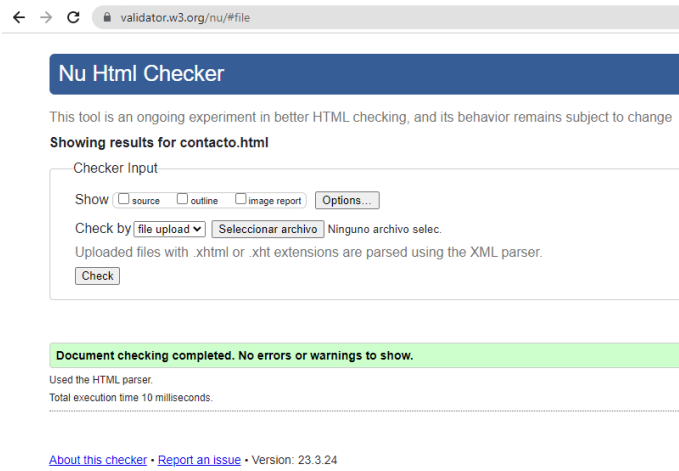 validator.w3.org/nu/#file
Nu Html Checker
This tool is an ongoing experiment in better HTML checking, and its behavior remains subject to change
Showing results for contacto.html
Checker Input
Show source outline image report Options...
Check by file upload Seleccionar archivo Ninguno archivo selec.
Uploaded files with .xhtml or .xht extensions are parsed using the XML parser.
Check
Document checking completed. No errors or warnings to show.
Used the HTML parser.
Total execution time 10 milliseconds.
About this checker • Report an issue • Version: 23.3.24